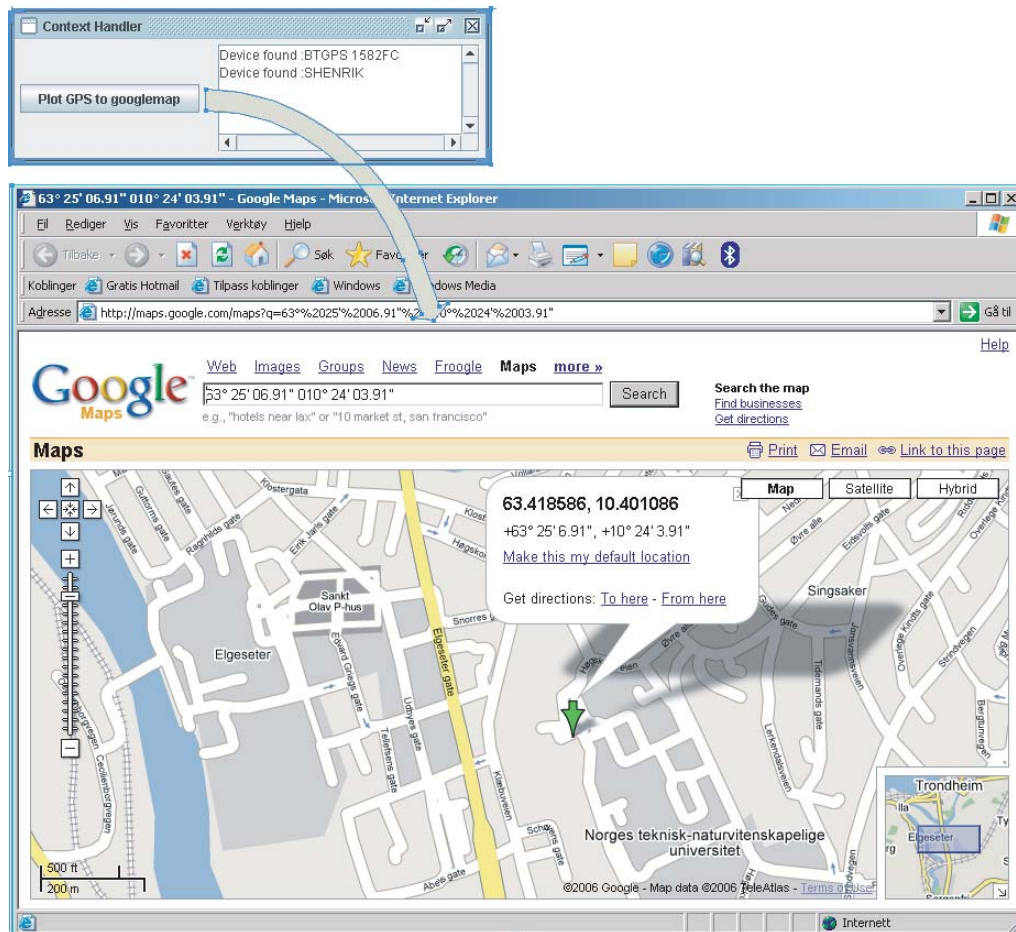 Context Handler
Device found :BTGPS 1582FC
Device found :SHENRIK
Plot GPS to googlemap
63° 25' 06.91" 010° 24' 03.91" - Google Maps - Microsoft Internet Explorer
Fil Rediger Vis Favoritter Verktøy Hjelp
Tilbake Søk
Koblinger Gratis Hotmail Tilpass koblinger Windows Media
Adresse http://maps.google.com/maps?q=63°%2025'%2006.91"%2 0°%2024'%2003.91" Gå til
Help
Google Maps
Web Images Groups News Froogle Maps more »
63° 25' 06.91" 010° 24' 03.91" Search
e.g., "hotels near lax" or "10 market st, san francisco"
Search the map
Find businesses
Get directions
Maps
Print Email Link to this page
Map Satellite Hybrid
63.418586, 10.401086
+63° 25' 6.91", +10° 24' 3.91"
Make this my default location
Get directions: To here - From here
Klostergata
Guttorms gate
Jørunds gate
Ragnhilds gate
Eirik Jarls gate
Sankt
Olav P-hus
Elgeseter
Edvard Griegs gate
Elgeseter gate
Udbyes gate
Tellefsens gate
Klæbuveien
Abels gate
Cecilienborgvegen
Singsaker
Øvre alle
Eidsvolls gate
Overlege Kindts gate
Strindvegen
Jonsvannsveien
Tidemands gate
Lerkendalsveien
Bergtunvegen
Norges teknisk-naturvitenskapelige
universitet
500 ft
200 m
©2006 Google - Map data ©2006 TeleAtlas - Terms of Use
Trondheim
Ila
Elgeseter
Internett